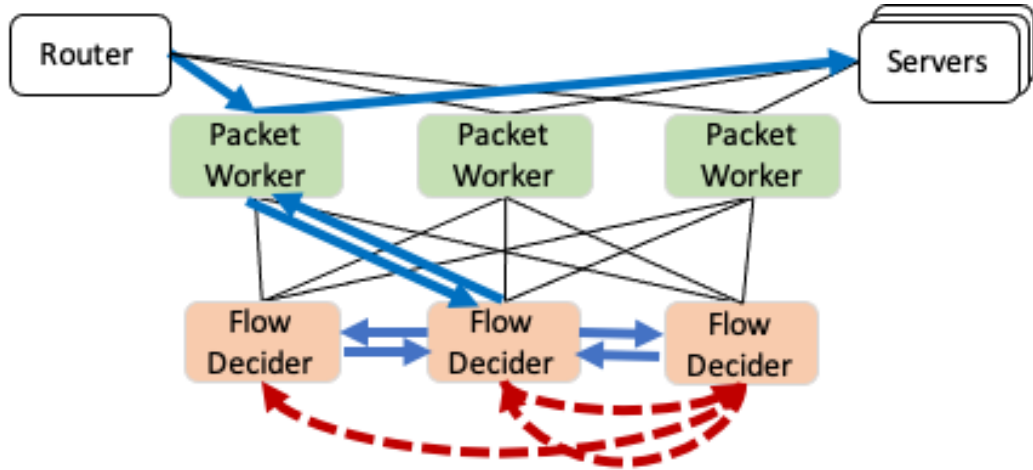 Router
Servers
Packet
Worker
Packet
Worker
Packet
Worker
Flow
Decider
Flow
Decider
Flow
Decider